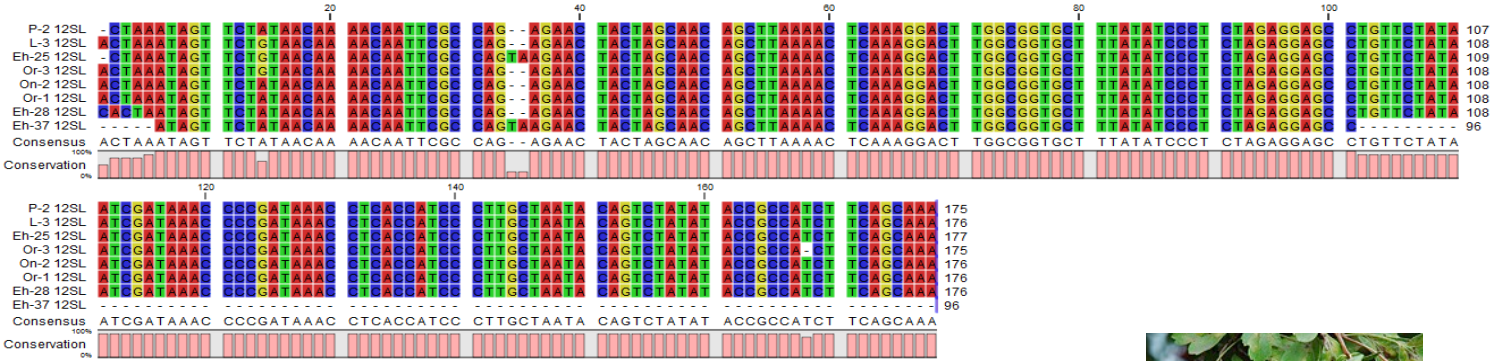 20 40 60 80 100
P-2 12SL -CTAAATAGT TCTATAACAA AACAATTCGC CAG--AGAAC TACTAGCAAC AGCTTAAAAC TCAAAGGACT TGGCGGTGCT TTATATCCCT CTAGAGGAGC CTGTTCTATA 107
L-3 12SL ACTAAATAGT TCTGTAACAA AACAATTCGC CAG--AGAAC TACTAGCAAC AGCTTAAAAC TCAAAGGACT TGGCGGTGCT TTATATCCCT CTAGAGGAGC CTGTTCTATA 108
Eh-25 12SL -CTAAATAGT TCTATAACAA AACAATTCGC CAGTAAGAAC TACTAGCAAC AGCTTAAAAC TCAAAGGACT TGGCGGTGCT TTATATCCCT CTAGAGGAGC CTGTTCTATA 109
Or-3 12SL ACTAAATAGT TCTGTAACAA AACAATTCGC CAG--AGAAC TACTAGCAAC AGCTTAAAAC TCAAAGGACT TGGCGGTGCT TTATATCCCT CTAGAGGAGC CTGTTCTATA 108
On-2 12SL ACTAAATAGT TCTATAACAA AACAATTCGC CAG--AGAAC TACTAGCAAC AGCTTAAAAC TCAAAGGACT TGGCGGTGCT TTATATCCCT CTAGAGGAGC CTGTTCTATA 108
Or-1 12SL ACTAAATAGT TCTATAACAA AACAATTCGC CAG--AGAAC TACTAGCAAC AGCTTAAAAC TCAAAGGACT TGGCGGTGCT TTATATCCCT CTAGAGGAGC CTGTTCTATA 108
Eh-28 12SL CACTAATAGT TCTATAACAA AACAATTCGC CAG--AGAAC TACTAGCAAC AGCTTAAAAC TCAAAGGACT TGGCGGTGCT TTATATCCCT CTAGAGGAGC CTGTTCTATA 108
Eh-37 12SL -----ATAGT TCTATAACAA AACAATTCGC CAGTAAGAAC TACTAGCAAC AGCTTAAAAC TCAAAGGACT TGGCGGTGCT TTATATCCCT CTAGAGGAGC C--------- 96
Consensus ACTAAATAGT TCTATAACAA AACAATTCGC CAG--AGAAC TACTAGCAAC AGCTTAAAAC TCAAAGGACT TGGCGGTGCT TTATATCCCT CTAGAGGAGC CTGTTCTATA
100%
Conservation
0%
120 140 160
P-2 12SL ATCGATAAAC CCCGATAAAC CTCACCATCC CTTGCTAATA CAGTCTATAT ACCGCCATCT TCAGCAAA 175
L-3 12SL ATCGATAAAC CCCGATAAAC CTCACCATCC CTTGCTAATA CAGTCTATAT ACCGCCATCT TCAGCAAA 176
Eh-25 12SL ATCGATAAAC CCCGATAAAC CTCACCATCC CTTGCTAATA CAGTCTATAT ACCGCCATCT TCAGCAAA 177
Or-3 12SL ATCGATAAAC CCCGATAAAC CTCACCATCC CTTGCTAATA CAGTCTATAT ACCGCCA-CT TCAGCAAA 175
On-2 12SL ATCGATAAAC CCCGATAAAC CTCACCATCC CTTGCTAATA CAGTCTATAT ACCGCCATCT TCAGCAAA 176
Or-1 12SL ATCGATAAAC CCCGATAAAC CTCACCATCC CTTGCTAATA CAGTCTATAT ACCGCCATCT TCAGCAAA 176
Eh-28 12SL ATCGATAAAC CCCGATAAAC CTCACCATCC CTTGCTAATA CAGTCTATAT ACCGCCATCT TCAGCAAA 176
Eh-37 12SL ---------- ---------- ---------- ---------- ---------- ---------- -------- 96
Consensus ATCGATAAAC CCCGATAAAC CTCACCATCC CTTGCTAATA CAGTCTATAT ACCGCCATCT TCAGCAAA
100%
Conservation
0%